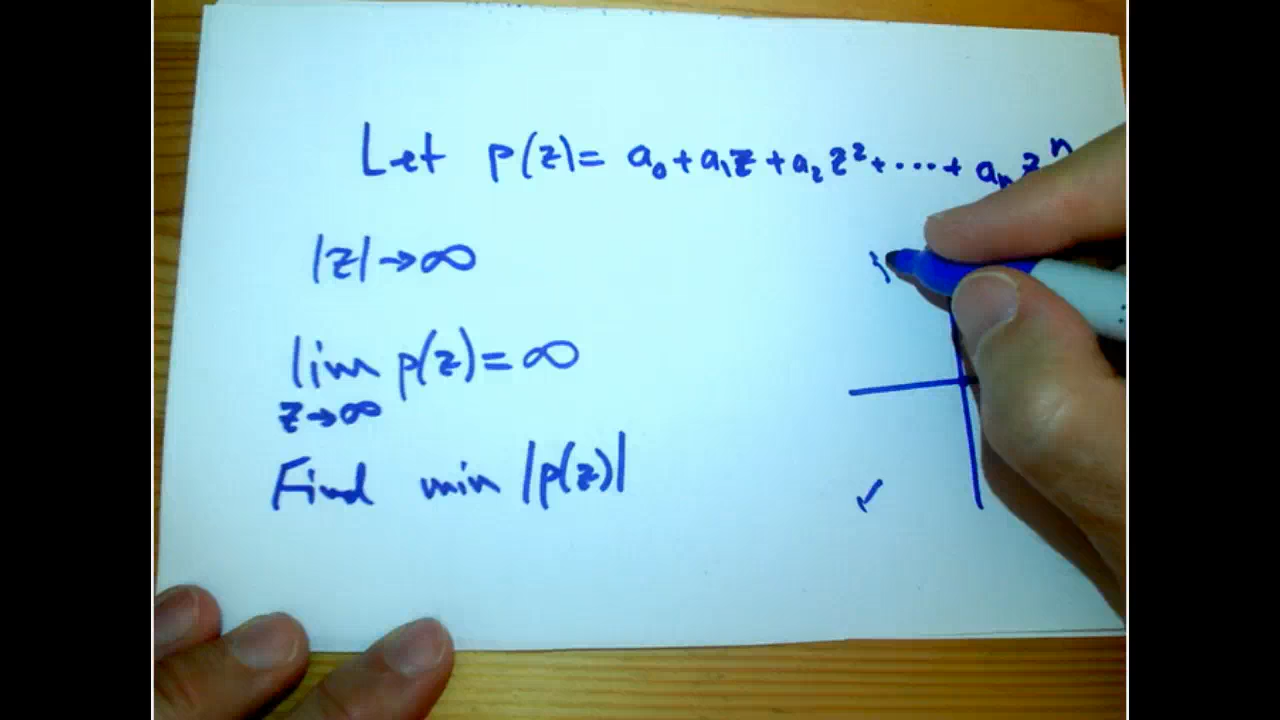 Let p(z) = a₀ + a₁z + a₂z² + ··· + aₙzⁿ
|z| → ∞
lim p(z) = ∞
z → ∞
Find min |p(z)|